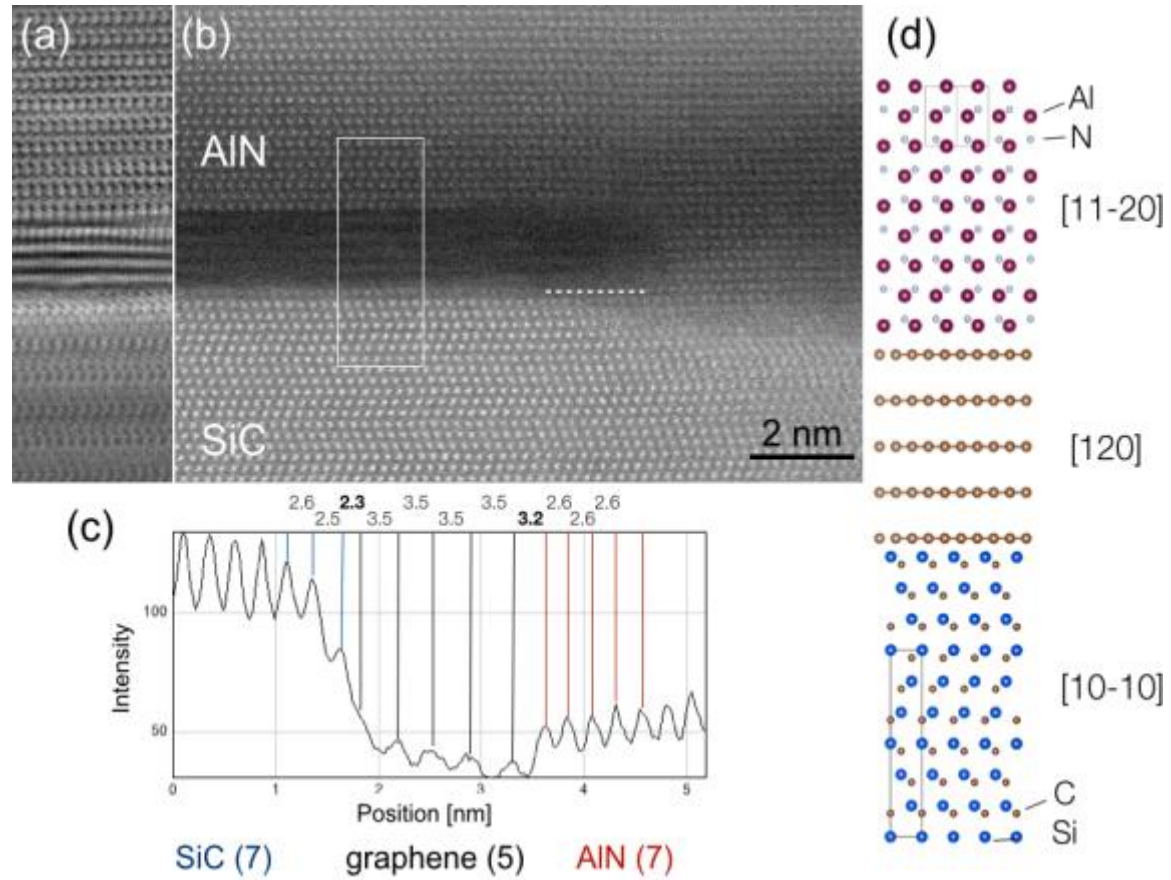 (a)
(b)
(d)
AlN
SiC
2 nm
Al
N
[11-20]
[120]
[10-10]
C
Si
(c)
2.6 2.3 3.5 3.5 2.6 2.6
2.5 3.5 3.5 3.2 2.6
100
50
Intensity
0 1 2 3 4 5
Position [nm]
SiC (7) graphene (5) AlN (7)